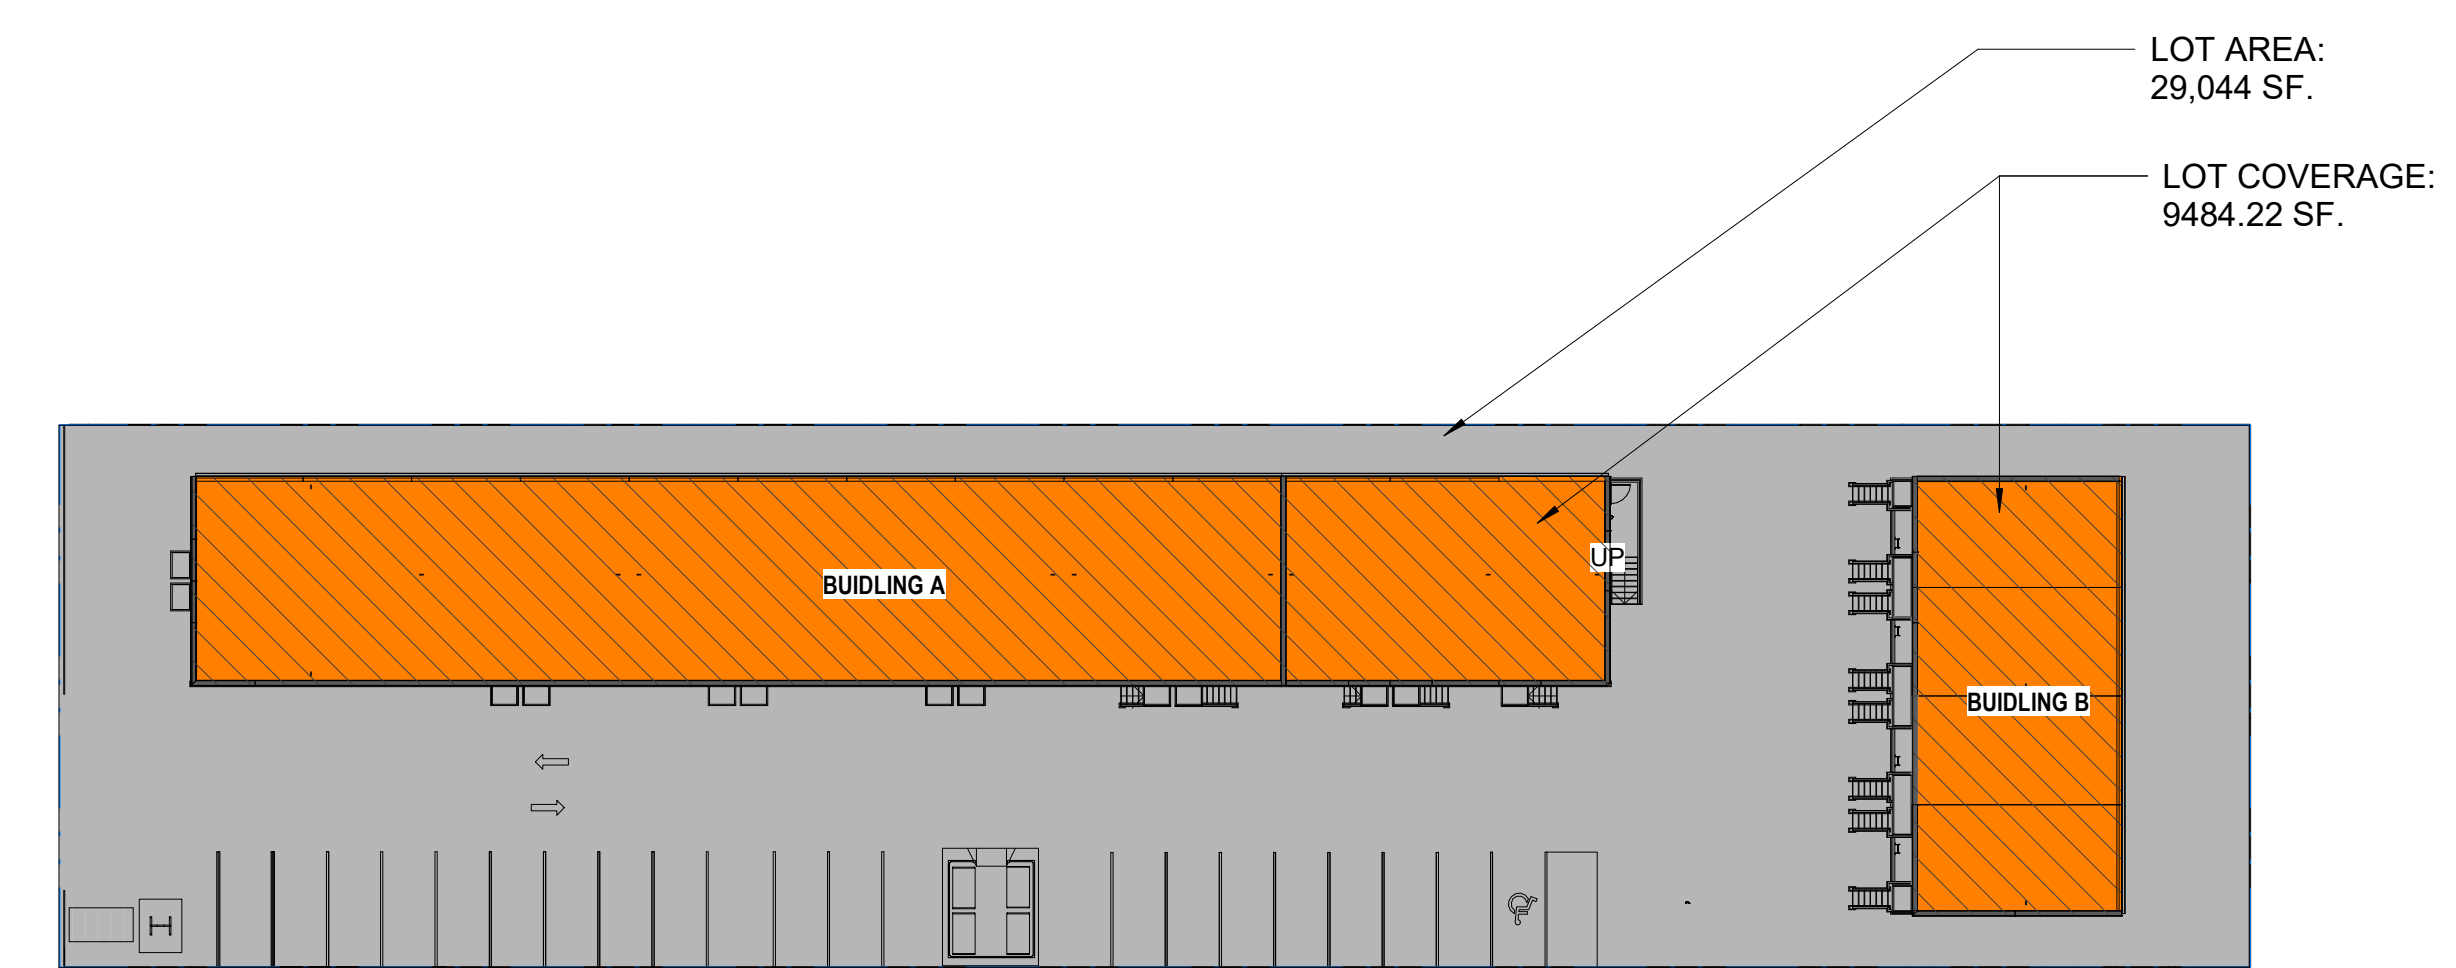 LOT AREA:
29,044 SF.
LOT COVERAGE:
9484.22 SF.
UP
BUIDLING A
BUIDLING B